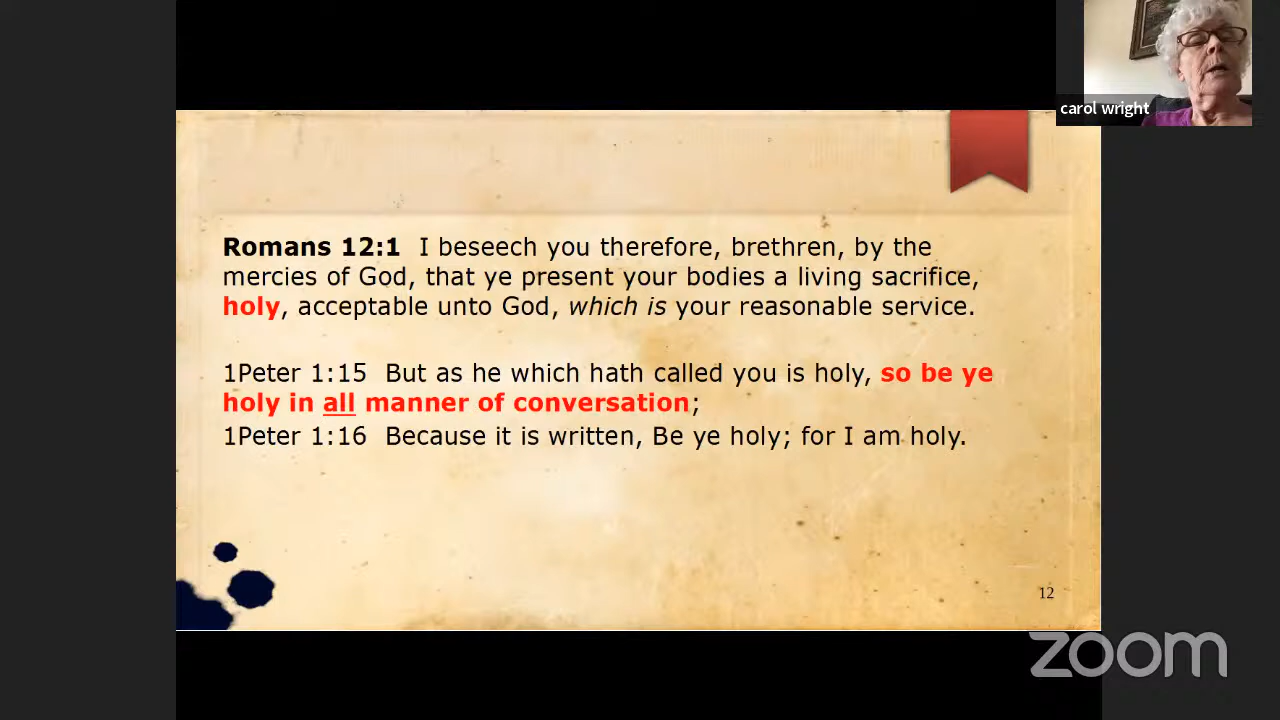 carol wright
Romans 12:1 I beseech you therefore, brethren, by the
mercies of God, that ye present your bodies a living sacrifice,
holy, acceptable unto God, which is your reasonable service.
1Peter 1:15 But as he which hath called you is holy, so be ye
holy in all manner of conversation;
1Peter 1:16 Because it is written, Be ye holy; for I am holy.
12
zoom